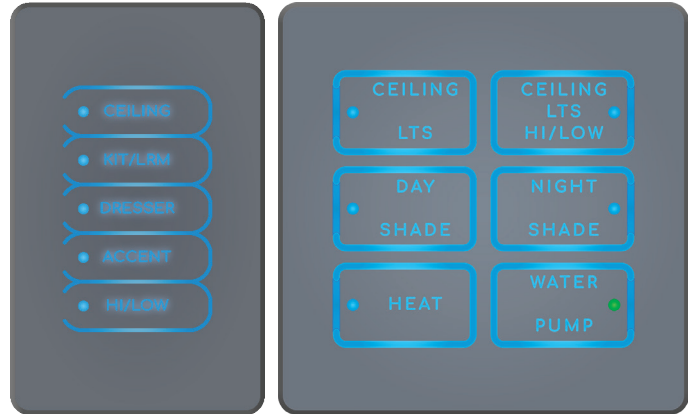 CEILING
KIT/LRM
DRESSER
ACCENT
HI/LOW
CEILING
LTS
CEILING
LTS
HI/LOW
DAY
SHADE
NIGHT
SHADE
HEAT
WATER
PUMP